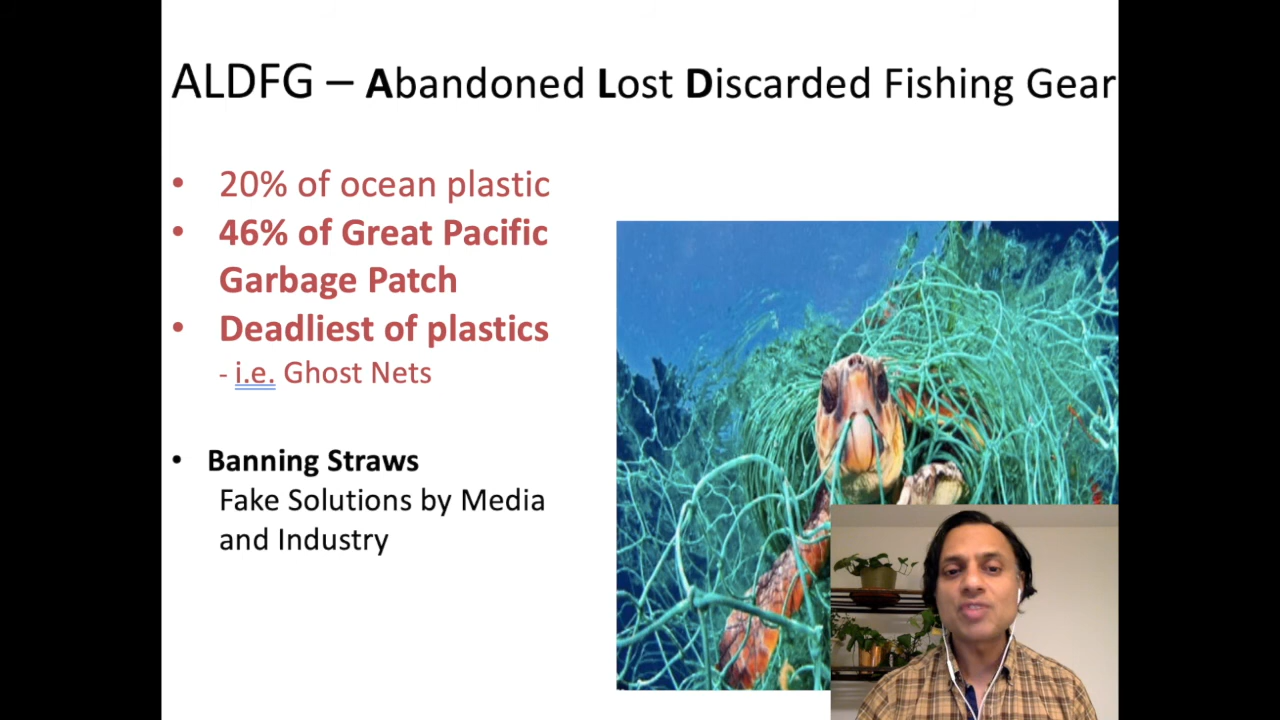 ALDFG – Abandoned Lost Discarded Fishing Gear
• 20% of ocean plastic
• 46% of Great Pacific
Garbage Patch
• Deadliest of plastics
- i.e. Ghost Nets
• Banning Straws
Fake Solutions by Media
and Industry